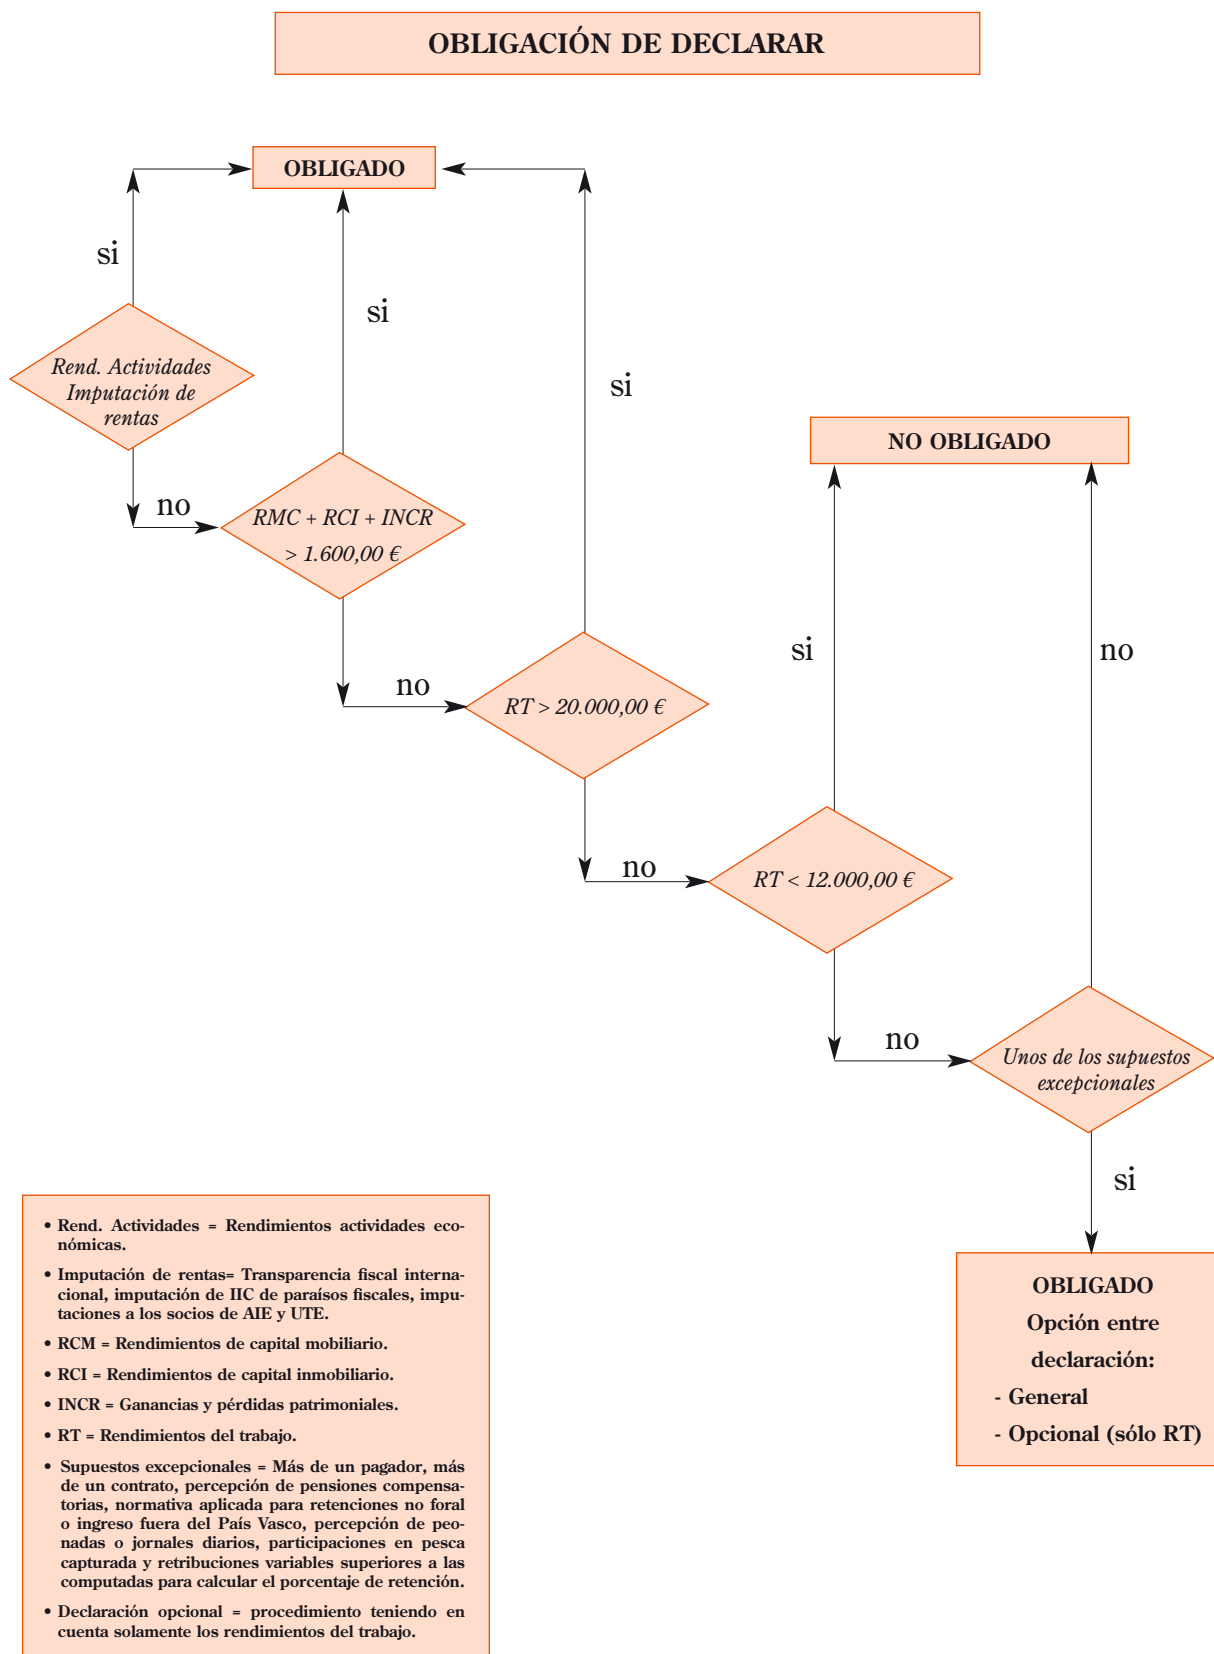 OBLIGACIÓN DE DECLARAR
OBLIGADO
si
si
si
Rend. Actividades
Imputación de
rentas
no
RMC + RCI + INCR
> 1.600,00 €
no
RT > 20.000,00 €
NO OBLIGADO
si
no
no
RT < 12.000,00 €
no
Unos de los supuestos
excepcionales
si
OBLIGADO
Opción entre
declaración:
- General
- Opcional (sólo RT)
• Rend. Actividades = Rendimientos actividades eco-
nómicas.
• Imputación de rentas= Transparencia fiscal interna-
cional, imputación de IIC de paraísos fiscales, impu-
taciones a los socios de AIE y UTE.
• RCM = Rendimientos de capital mobiliario.
• RCI = Rendimientos de capital inmobiliario.
• INCR = Ganancias y pérdidas patrimoniales.
• RT = Rendimientos del trabajo.
• Supuestos excepcionales = Más de un pagador, más
de un contrato, percepción de pensiones compensa-
torias, normativa aplicada para retenciones no foral
o ingreso fuera del País Vasco, percepción de peo-
nadas o jornales diarios, participaciones en pesca
capturada y retribuciones variables superiores a las
computadas para calcular el porcentaje de retención.
• Declaración opcional = procedimiento teniendo en
cuenta solamente los rendimientos del trabajo.